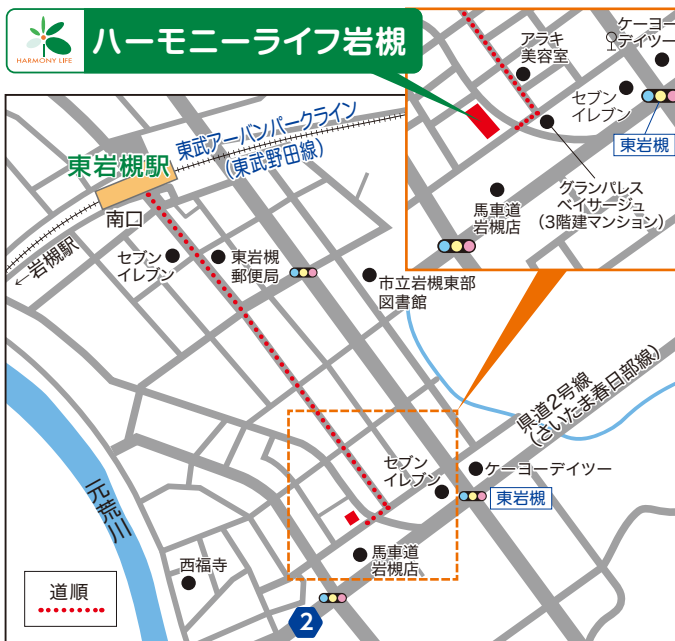 ハーモニーライフ岩槻
HARMONY LIFE
アラキ
美容室
ケーヨー
デイツー
セブン
イレブン
東岩槻
グランパレス
ベイサージュ
（3階建マンション）
馬車道
岩槻店
東武アーバンパークライン
（東武野田線）
東岩槻駅
南口
←岩槻駅
セブン
イレブン
東岩槻
郵便局
市立岩槻東部
図書館
県道2号線
（さいたま春日部線）
セブン
イレブン
ケーヨーデイツー
東岩槻
元荒川
西福寺
馬車道
岩槻店
道順
2